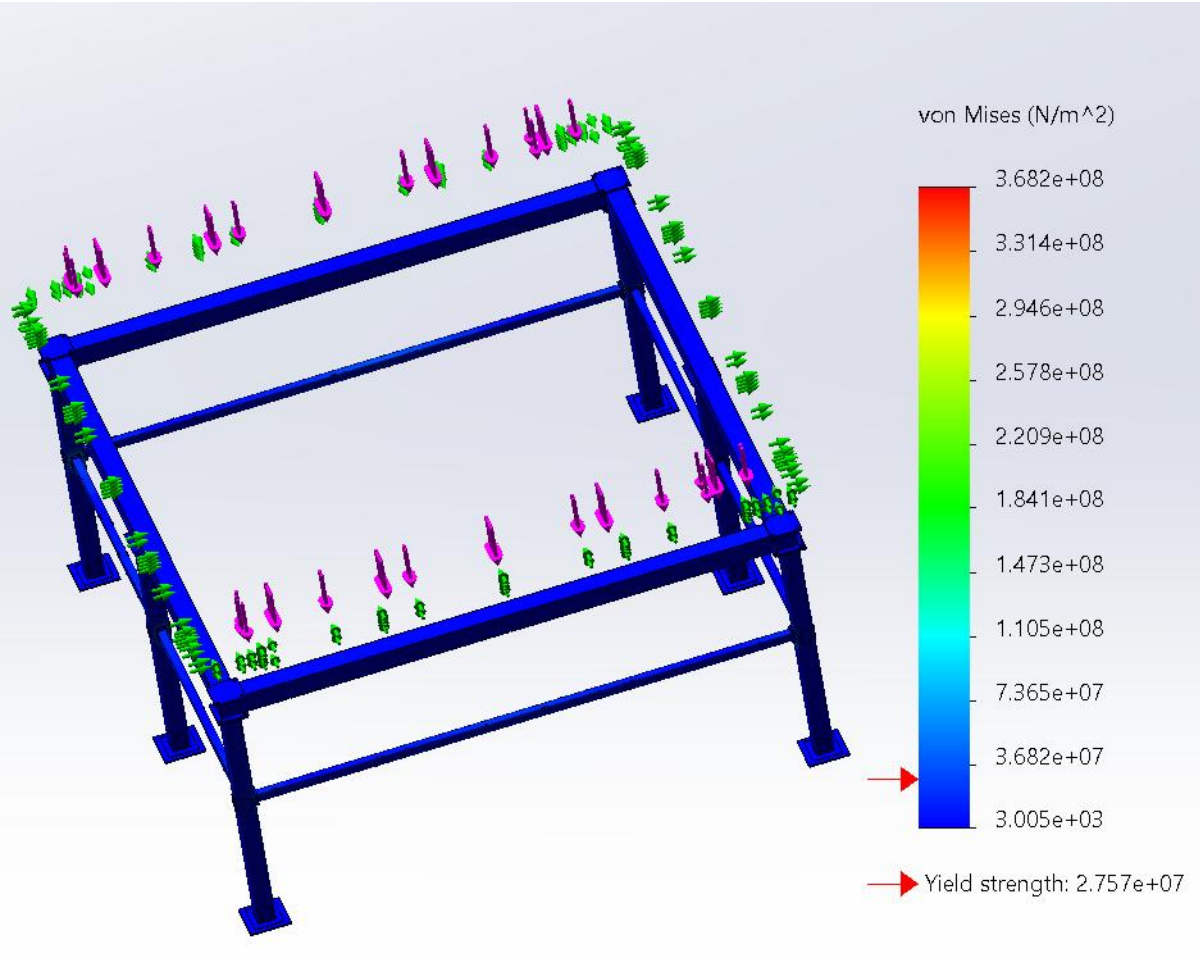 von Mises (N/m^2)
3.682e+08
3.314e+08
2.946e+08
2.578e+08
2.209e+08
1.841e+08
1.473e+08
1.105e+08
7.365e+07
3.682e+07
3.005e+03
Yield strength: 2.757e+07